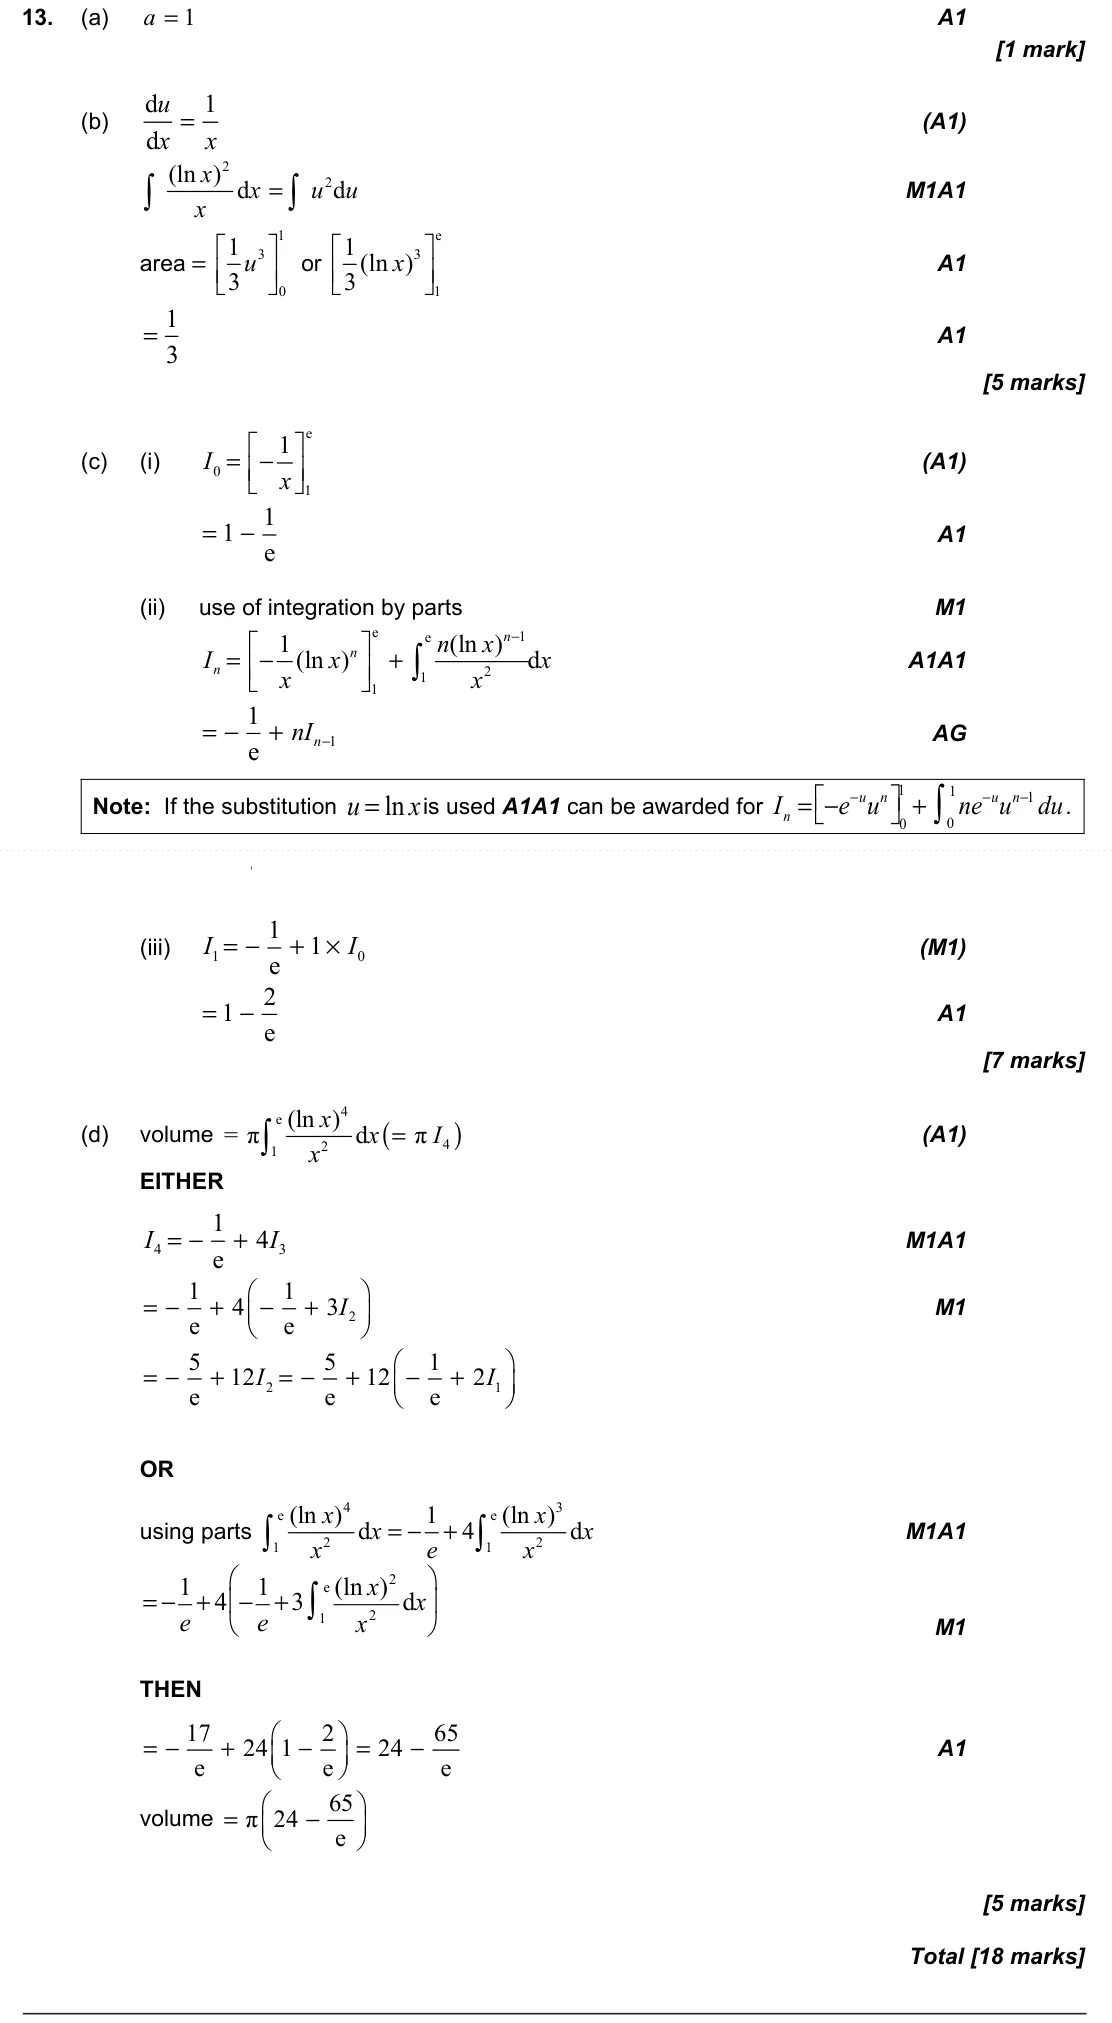 13. (a) a = 1 A1
[1 mark]
(b) du/dx = 1/x (A1)
∫ (ln x)²/x dx = ∫ u²du M1A1
area = [1/3 u³]₀¹ or [1/3 (ln x)³]₁ᵉ A1
= 1/3 A1
[5 marks]
(c) (i) I₀ = [−1/x]₁ᵉ (A1)
= 1 − 1/e A1
(ii) use of integration by parts M1
Iₙ = [−1/x (ln x)ⁿ]₁ᵉ + ∫₁ᵉ n(ln x)ⁿ⁻¹/x² dx A1A1
= −1/e + nIₙ₋₁ AG
Note: If the substitution u = ln x is used A1A1 can be awarded for Iₙ = [−e⁻ᵘuⁿ]₀¹ + ∫₀¹ ne⁻ᵘuⁿ⁻¹ du.
(iii) I₁ = −1/e + 1 × I₀ (M1)
= 1 − 2/e A1
[7 marks]
(d) volume = π∫₁ᵉ (ln x)⁴/x² dx (= π I₄) (A1)
EITHER
I₄ = −1/e + 4I₃ M1A1
= −1/e + 4(−1/e + 3I₂) M1
= −5/e + 12I₂ = −5/e + 12(−1/e + 2I₁)
OR
using parts ∫₁ᵉ (ln x)⁴/x² dx = −1/e + 4∫₁ᵉ (ln x)³/x² dx M1A1
= −1/e + 4(−1/e + 3∫₁ᵉ (ln x)²/x² dx) M1
THEN
= −17/e + 24(1 − 2/e) = 24 − 65/e A1
volume = π(24 − 65/e)
[5 marks]
Total [18 marks]